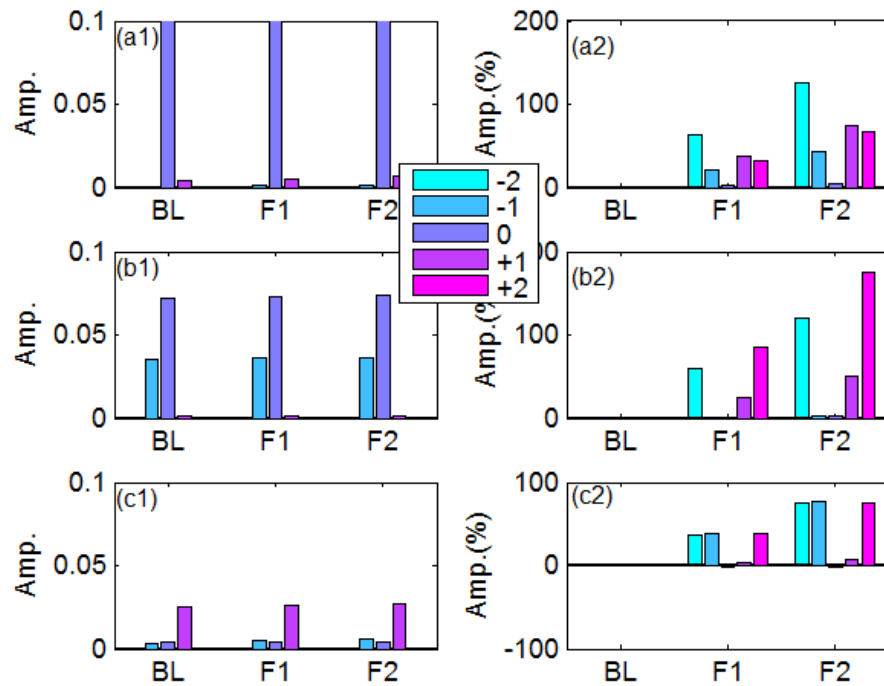 0.1
0.05
0
Amp.
(a1)
BL
F1
F2
200
100
0
Amp.(%)
(a2)
BL
F1
F2
-2
-1
0
+1
+2
0.1
0.05
0
Amp.
(b1)
BL
F1
F2
100
0
(b2)
BL
F1
F2
0.1
0.05
0
Amp.
(c1)
BL
F1
F2
100
0
-100
Amp.(%)
(c2)
BL
F1
F2